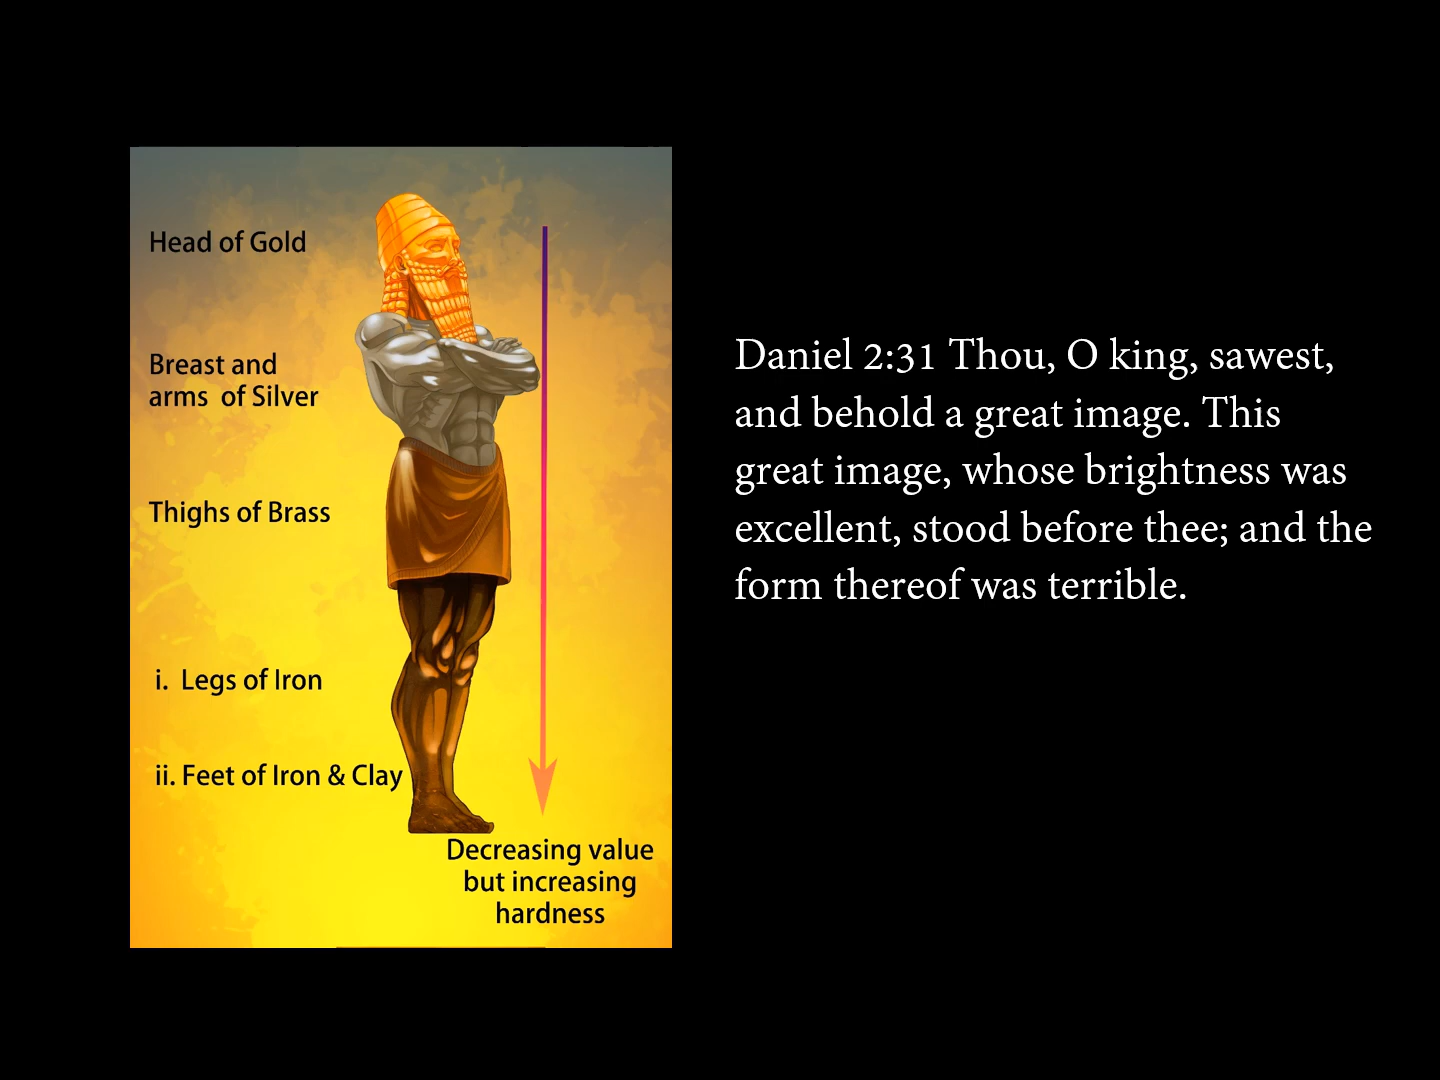 Head of Gold
Breast and
arms  of Silver
Thighs of Brass
i.  Legs of Iron
ii. Feet of Iron & Clay
Decreasing value
but increasing
hardness
Daniel 2:31 Thou, O king, sawest,
and behold a great image. This
great image, whose brightness was
excellent, stood before thee; and the
form thereof was terrible.